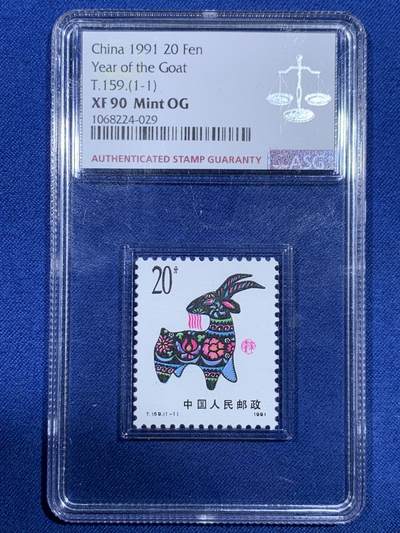 China 1991 20 Fen
Year of the Goat
T.159.(1-1)
XF 90 Mint OG
1068224-029
AUTHENTICATED STAMP GUARANTY
ASG
20分
中国人民邮政
T.159.(1-1)
1991